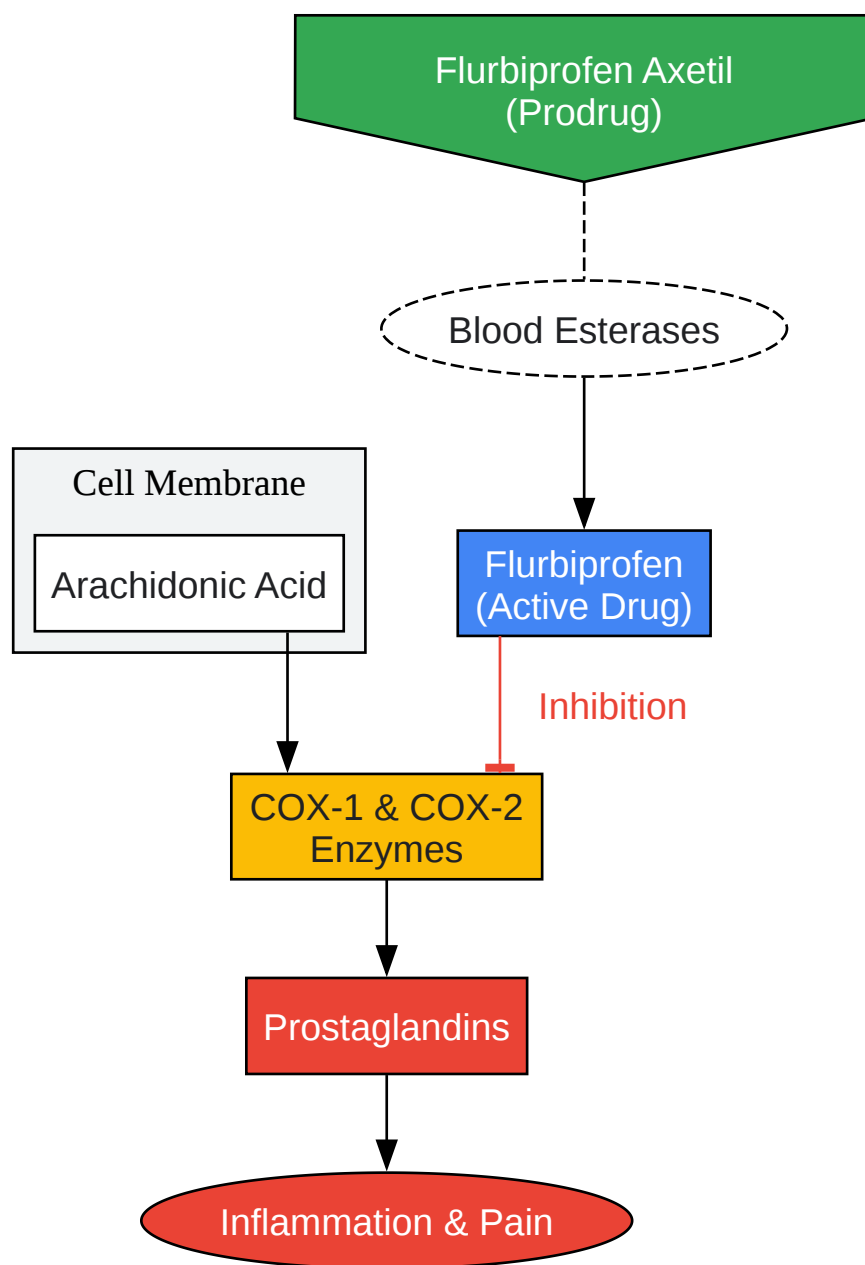 Flurbiprofen Axetil
(Prodrug)
Blood Esterases
Cell Membrane
Arachidonic Acid
Flurbiprofen
(Active Drug)
Inhibition
COX-1 & COX-2
Enzymes
Prostaglandins
Inflammation & Pain